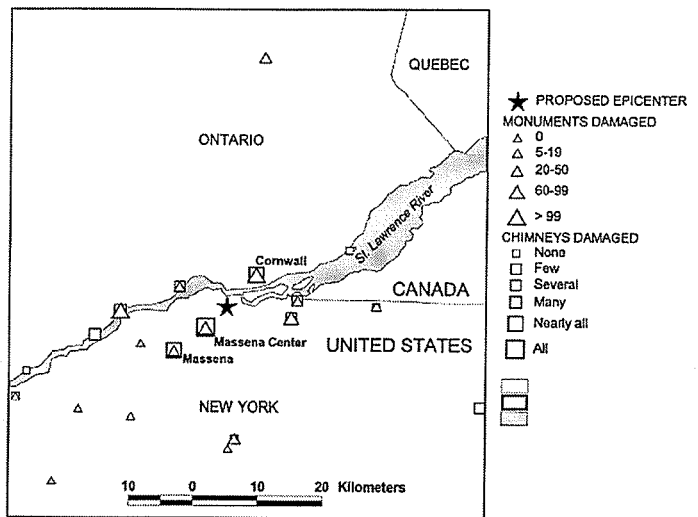 QUEBEC
ONTARIO
St. Lawrence River
Cornwall
CANADA
Massena Center
UNITED STATES
Massena
NEW YORK
10 0 10 20 Kilometers
PROPOSED EPICENTER
MONUMENTS DAMAGED
0
5-19
20-50
60-99
> 99
CHIMNEYS DAMAGED
None
Few
Several
Many
Nearly all
All